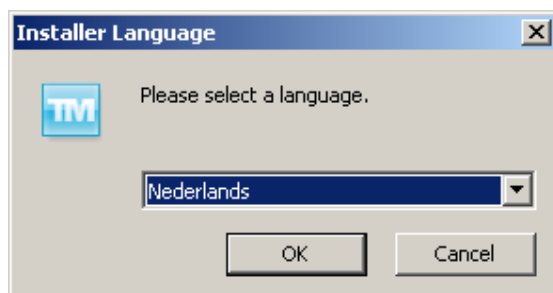 Installer Language
TM
Please select a language.
Nederlands
OK
Cancel